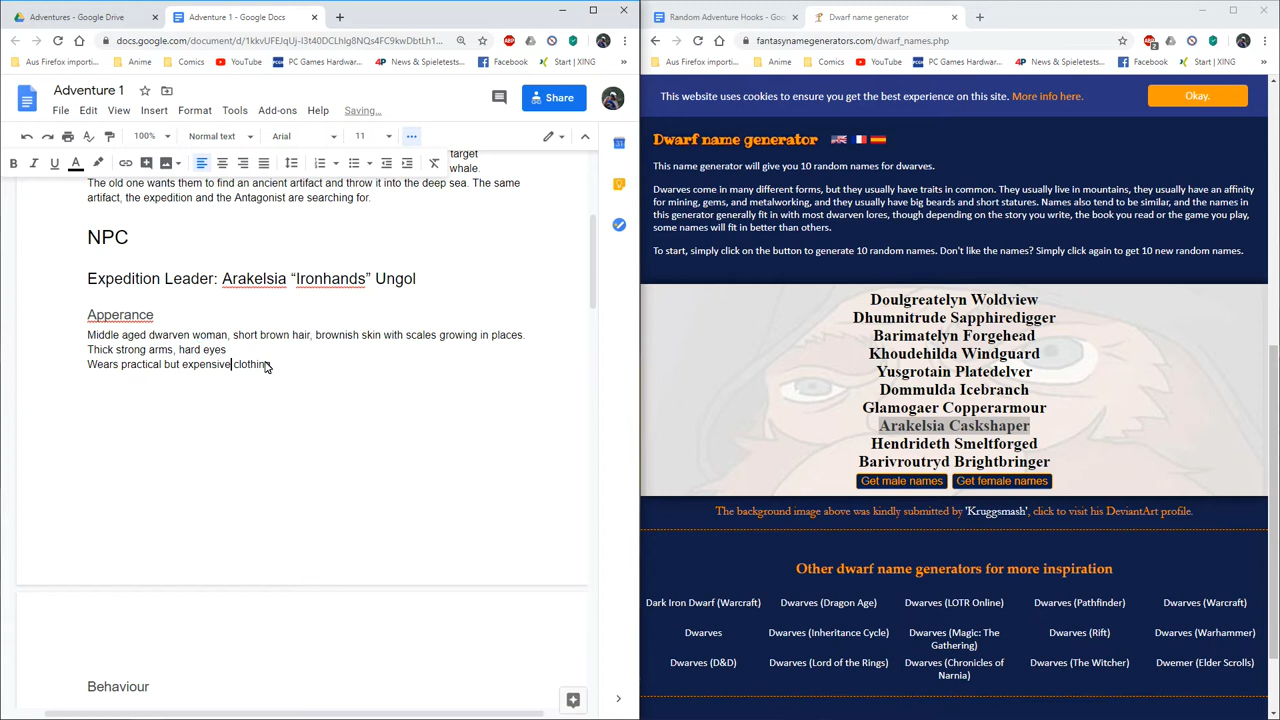 Adventures - Google Drive
Adventure 1 - Google Docs
docs.google.com/document/d/1kkvUFEJqUj-I3t40DCLhlg8NQs4FC9kwDbtLh1...
Aus Firefox importi...
Anime
Comics
YouTube
PC Games Hardwar...
News & Spieletests...
Facebook
Start | XING
Adventure 1
File Edit View Insert Format Tools Add-ons Help Saving...
Share
100% Normal text Arial 11
target
whale.
The old one wants them to find an ancient artifact and throw it into the deep sea. The same
artifact, the expedition and the Antagonist are searching for.
NPC
Expedition Leader: Arakelsia “Ironhands” Ungol
Apperance
Middle aged dwarven woman, short brown hair, brownish skin with scales growing in places.
Thick strong arms, hard eyes
Wears practical but expensive clothing
Behaviour
Random Adventure Hooks - Goo
Dwarf name generator
fantasynamegenerators.com/dwarf_names.php
Aus Firefox importi...
Anime
Comics
YouTube
PC Games Hardwar...
News & Spieletests...
Facebook
Start | XING
This website uses cookies to ensure you get the best experience on this site. More info here.
Okay.
Dwarf name generator
This name generator will give you 10 random names for dwarves.
Dwarves come in many different forms, but they usually have traits in common. They usually live in mountains, they usually have an affinity
for mining, gems, and metalworking, and they usually have big beards and short statures. Names also tend to be similar, and the names in
this generator generally fit in with most dwarven lores, though depending on the story you write, the book you read or the game you play,
some names will fit in better than others.
To start, simply click on the button to generate 10 random names. Don't like the names? Simply click again to get 10 new random names.
Doulgreatelyn Woldview
Dhumnitrude Sapphiredigger
Barimatelyn Forgehead
Khoudehilda Windguard
Yusgrotain Platedelver
Dommulda Icebranch
Glamogaer Copperarmour
Arakelsia Caskshaper
Hendrideth Smeltforged
Barivroutryd Brightbringer
Get male names
Get female names
The background image above was kindly submitted by 'Kruggsmash', click to visit his DeviantArt profile.
Other dwarf name generators for more inspiration
Dark Iron Dwarf (Warcraft) Dwarves (Dragon Age) Dwarves (LOTR Online) Dwarves (Pathfinder) Dwarves (Warcraft)
Dwarves Dwarves (Inheritance Cycle) Dwarves (Magic: The Gathering) Dwarves (Rift) Dwarves (Warhammer)
Dwarves (D&D) Dwarves (Lord of the Rings) Dwarves (Chronicles of Narnia) Dwarves (The Witcher) Dwemer (Elder Scrolls)